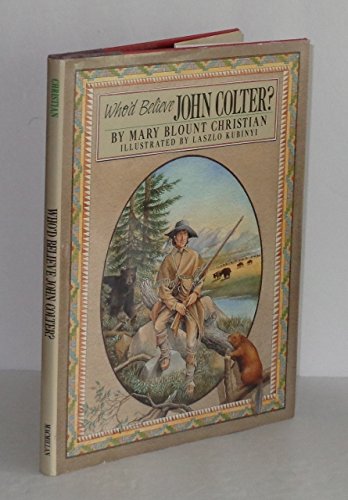 Who'd Believe JOHN COLTER?
BY MARY BLOUNT CHRISTIAN
ILLUSTRATED BY LASZLO KUBINYI
CHRISTIAN
WHO'D BELIEVE JOHN COLTER?
MACMILLAN